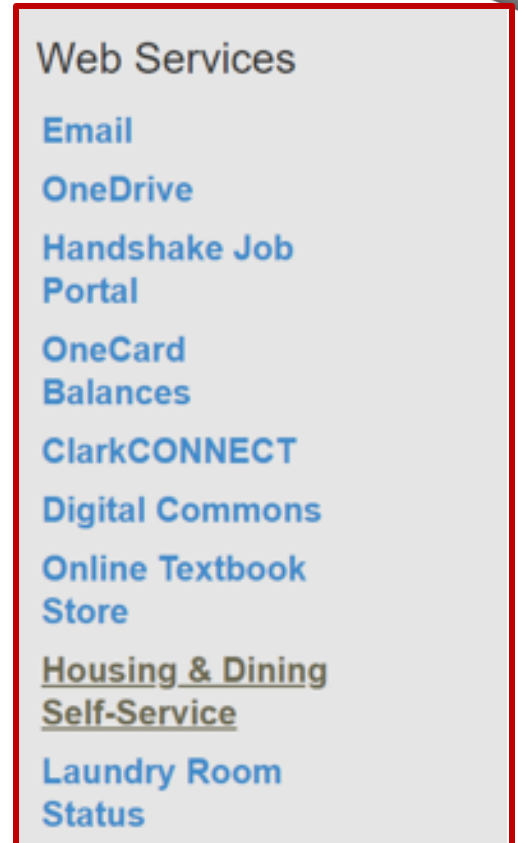 Web Services
Email
OneDrive
Handshake Job
Portal
OneCard
Balances
ClarkCONNECT
Digital Commons
Online Textbook
Store
Housing & Dining
Self-Service
Laundry Room
Status